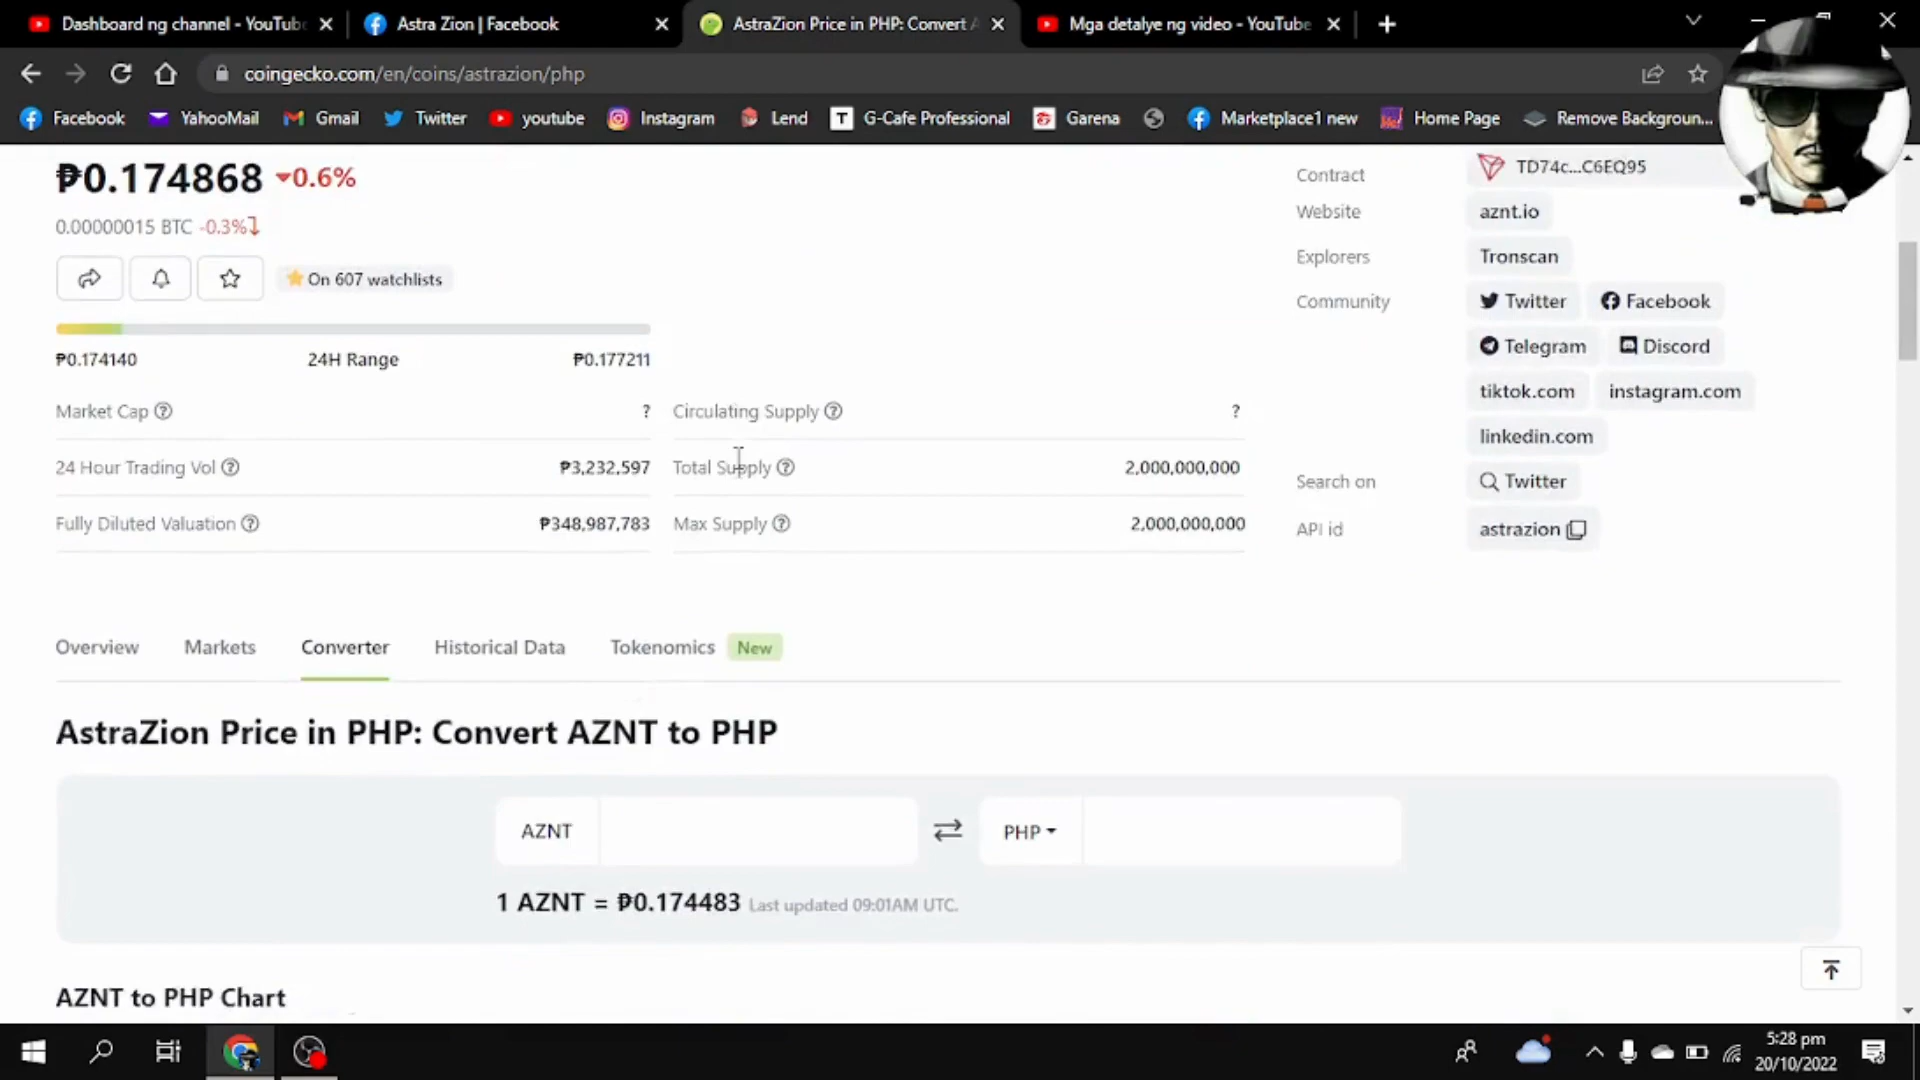 Dashboard ng channel - YouTub
Astra Zion | Facebook
AstraZion Price in PHP: Convert A
Mga detalye ng video - YouTube
coingecko.com/en/coins/astrazion/php
Facebook
YahooMail
Gmail
Twitter
youtube
Instagram
Lend
T
G-Cafe Professional
Garena
Marketplace1 new
Home Page
Remove Backgroun...
₱0.174868 0.6%
0.00000015 BTC -0.3%
On 607 watchlists
₱0.174140 24H Range ₱0.177211
Market Cap ?
24 Hour Trading Vol ₱3,232,597
Fully Diluted Valuation ₱348,987,783
Circulating Supply ?
Total Supply 2,000,000,000
Max Supply 2,000,000,000
Contract TD74c...C6EQ95
Website aznt.io
Explorers Tronscan
Community Twitter Facebook
Telegram Discord
tiktok.com instagram.com
linkedin.com
Search on Twitter
API id astrazion
Overview Markets Converter Historical Data Tokenomics New
AstraZion Price in PHP: Convert AZNT to PHP
AZNT PHP
1 AZNT = ₱0.174483 Last updated 09:01AM UTC.
AZNT to PHP Chart
5:28 pm
20/10/2022